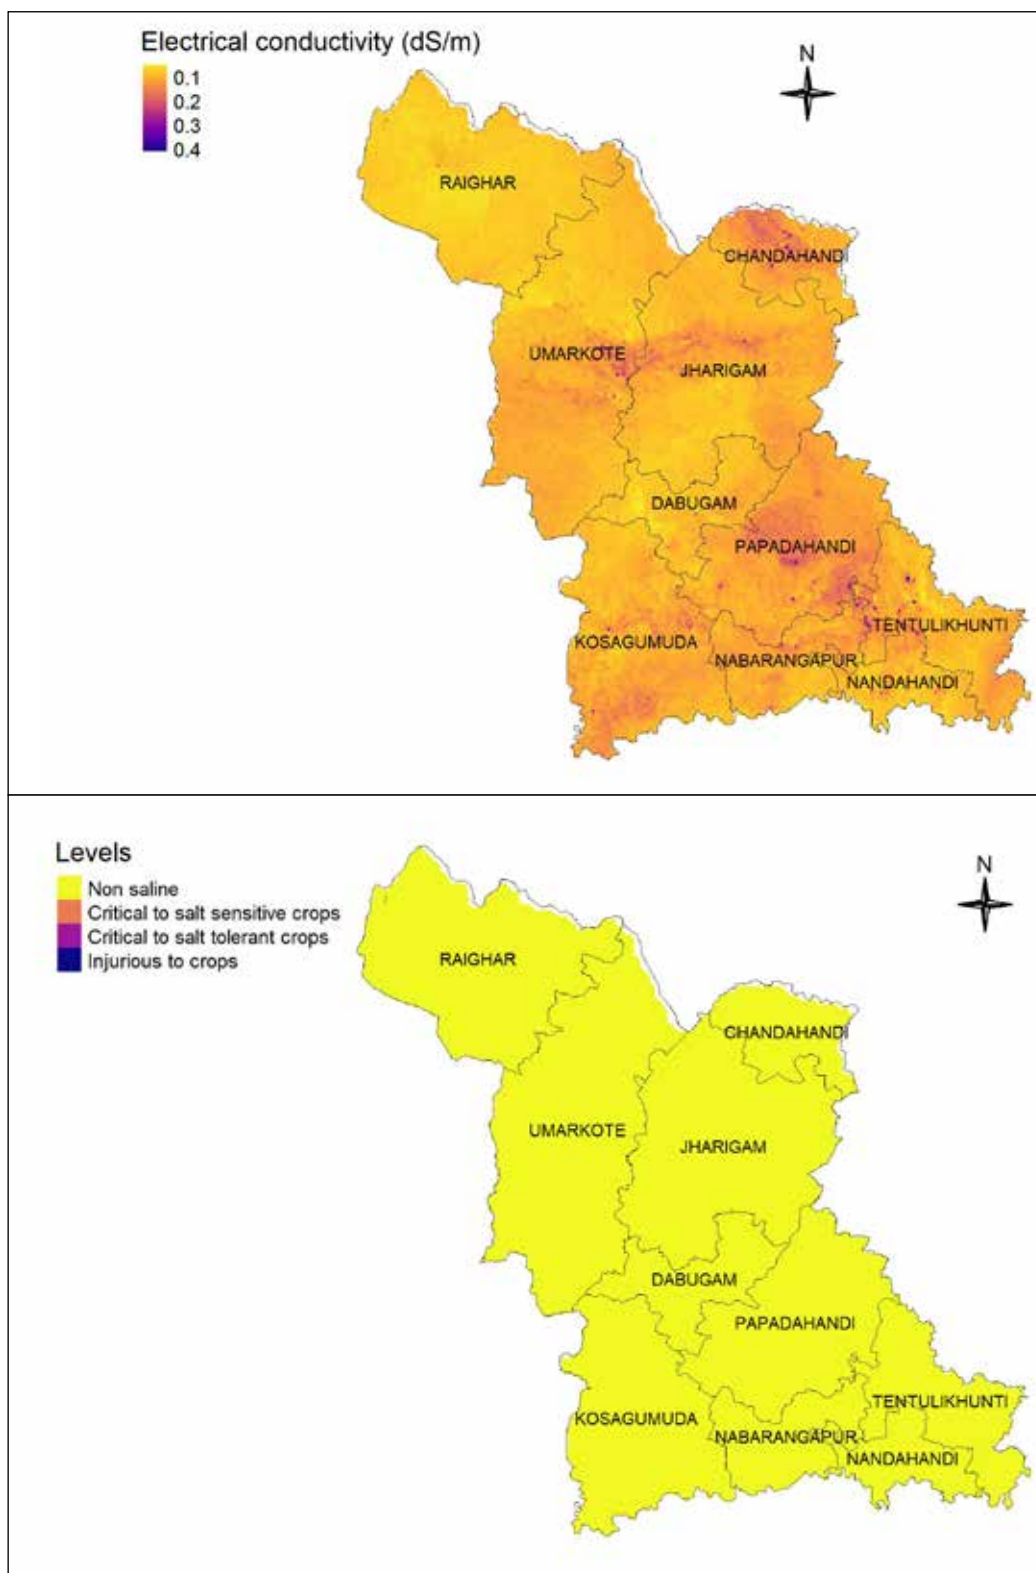 Electrical conductivity (dS/m)
0.1
0.2
0.3
0.4
N
RAIGHAR
CHANDAHANDI
UMARKOTE
JHARIGAM
DABUGAM
PAPADAHANDI
TENTULIKHUNTI
KOSAGUMUDA
NABARANGAPUR
NANDAHANDI
Levels
Non saline
Critical to salt sensitive crops
Critical to salt tolerant crops
Injurious to crops
N
RAIGHAR
CHANDAHANDI
UMARKOTE
JHARIGAM
DABUGAM
PAPADAHANDI
TENTULIKHUNTI
KOSAGUMUDA
NABARANGAPUR
NANDAHANDI